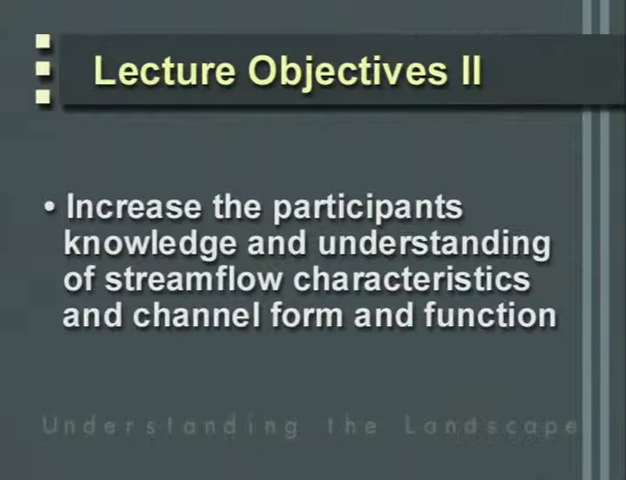 Lecture Objectives II
• Increase the participants
knowledge and understanding
of streamflow characteristics
and channel form and function
Understanding the Landscape